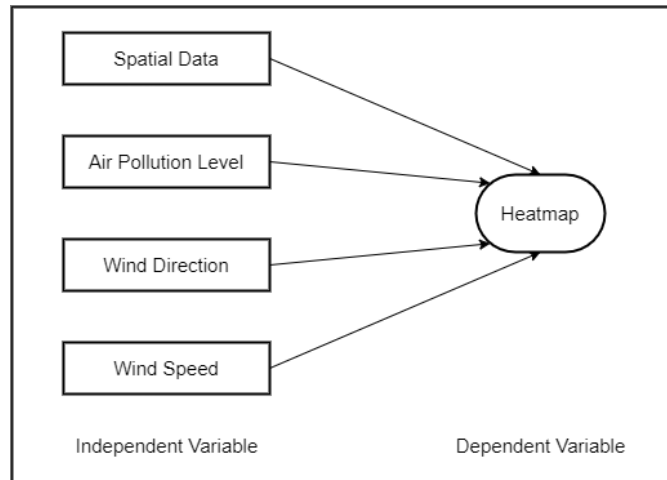 Spatial Data
Air Pollution Level
Heatmap
Wind Direction
Wind Speed
Independent Variable
Dependent Variable